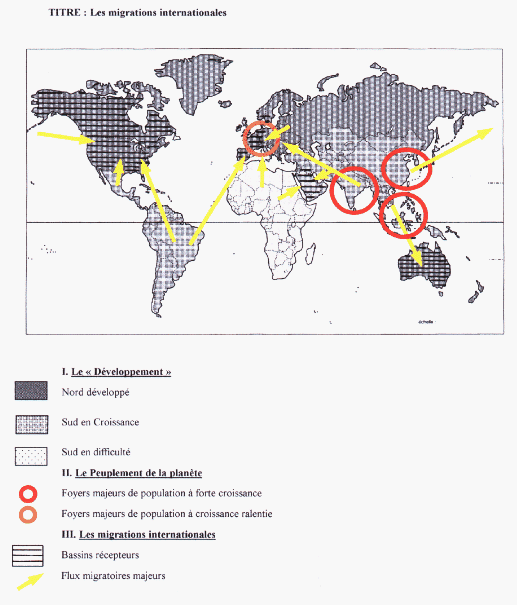 TITRE : Les migrations internationales
échelle
I. Le « Développement »
Nord développé
Sud en Croissance
Sud en difficulté
II. Le Peuplement de la planète
Foyers majeurs de population à forte croissance
Foyers majeurs de population à croissance ralentie
III. Les migrations internationales
Bassins récepteurs
Flux migratoires majeurs